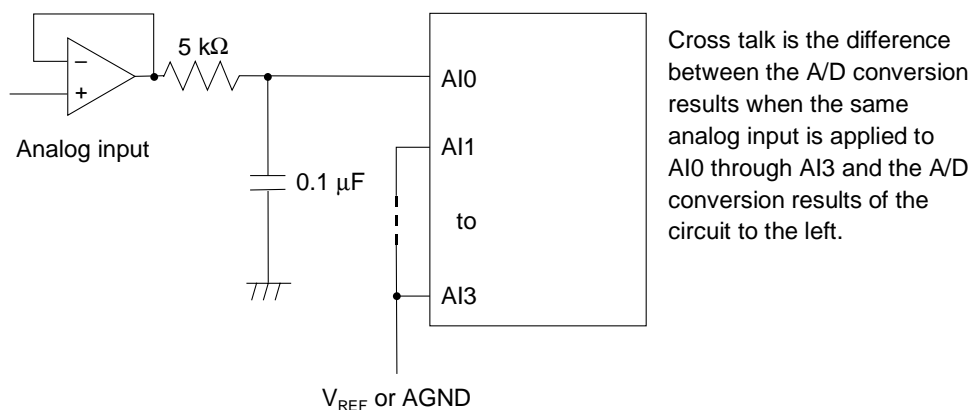 5 kΩ
−
+
Analog input
0.1 μF
AI0
AI1
to
AI3
V_REF or AGND
Cross talk is the difference
between the A/D conversion
results when the same
analog input is applied to
AI0 through AI3 and the A/D
conversion results of the
circuit to the left.